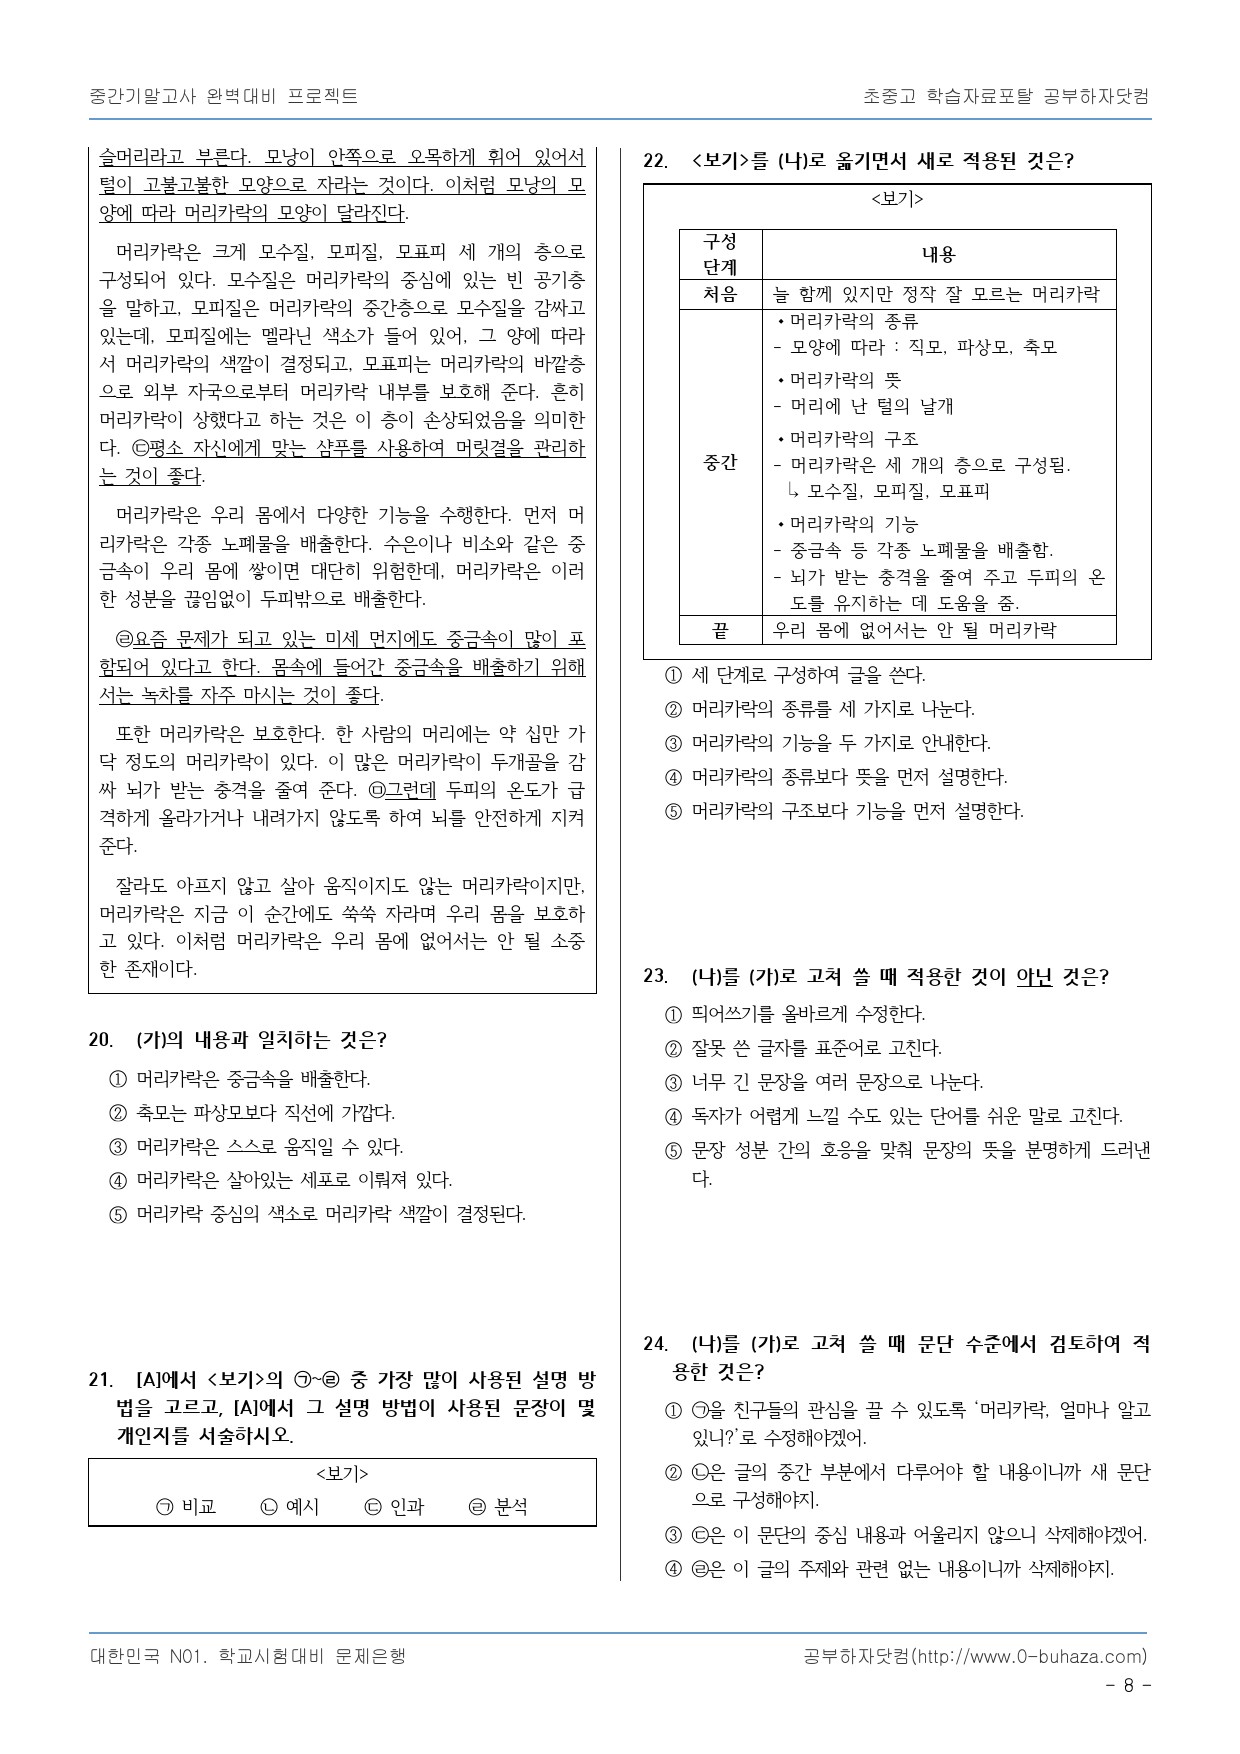 중간기말고사 완벽대비 프로젝트
초중고 학습자료포탈 공부하자닷컴
슬머리라고 부른다. 모낭이 안쪽으로 오목하게 휘어 있어서
털이 고불고불한 모양으로 자라는 것이다. 이처럼 모낭의 모
양에 따라 머리카락의 모양이 달라진다.
머리카락은 크게 모수질, 모피질, 모표피 세 개의 층으로
구성되어 있다. 모수질은 머리카락의 중심에 있는 빈 공기층
을 말하고, 모피질은 머리카락의 중간층으로 모수질을 감싸고
있는데, 모피질에는 멜라닌 색소가 들어 있어, 그 양에 따라
서 머리카락의 색깔이 결정되고, 모표피는 머리카락의 바깥층
으로 외부 자국으로부터 머리카락 내부를 보호해 준다. 흔히
머리카락이 상했다고 하는 것은 이 층이 손상되었음을 의미한
다. ㉢평소 자신에게 맞는 샴푸를 사용하여 머릿결을 관리하
는 것이 좋다.
머리카락은 우리 몸에서 다양한 기능을 수행한다. 먼저 머
리카락은 각종 노폐물을 배출한다. 수은이나 비소와 같은 중
금속이 우리 몸에 쌓이면 대단히 위험한데, 머리카락은 이러
한 성분을 끊임없이 두피밖으로 배출한다.
㉣요즘 문제가 되고 있는 미세 먼지에도 중금속이 많이 포
함되어 있다고 한다. 몸속에 들어간 중금속을 배출하기 위해
서는 녹차를 자주 마시는 것이 좋다.
또한 머리카락은 보호한다. 한 사람의 머리에는 약 십만 가
닥 정도의 머리카락이 있다. 이 많은 머리카락이 두개골을 감
싸 뇌가 받는 충격을 줄여 준다. ㉤그런데 두피의 온도가 급
격하게 올라가거나 내려가지 않도록 하여 뇌를 안전하게 지켜
준다.
잘라도 아프지 않고 살아 움직이지도 않는 머리카락이지만,
머리카락은 지금 이 순간에도 쑥쑥 자라며 우리 몸을 보호하
고 있다. 이처럼 머리카락은 우리 몸에 없어서는 안 될 소중
한 존재이다.
20. (가)의 내용과 일치하는 것은?
① 머리카락은 중금속을 배출한다.
② 축모는 파상모보다 직선에 가깝다.
③ 머리카락은 스스로 움직일 수 있다.
④ 머리카락은 살아있는 세포로 이뤄져 있다.
⑤ 머리카락 중심의 색소로 머리카락 색깔이 결정된다.
21. [A]에서 <보기>의 ㉠~㉣ 중 가장 많이 사용된 설명 방
법을 고르고, [A]에서 그 설명 방법이 사용된 문장이 몇
개인지를 서술하시오.
<보기>
㉠ 비교 ㉡ 예시 ㉢ 인과 ㉣ 분석
22. <보기>를 (나)로 옮기면서 새로 적용된 것은?
<보기>
구성
단계
내용
처음
늘 함께 있지만 정작 잘 모르는 머리카락
중간
• 머리카락의 종류
- 모양에 따라 : 직모, 파상모, 축모
• 머리카락의 뜻
- 머리에 난 털의 날개
• 머리카락의 구조
- 머리카락은 세 개의 층으로 구성됨.
↳ 모수질, 모피질, 모표피
• 머리카락의 기능
- 중금속 등 각종 노폐물을 배출함.
- 뇌가 받는 충격을 줄여 주고 두피의 온
도를 유지하는 데 도움을 줌.
끝
우리 몸에 없어서는 안 될 머리카락
① 세 단계로 구성하여 글을 쓴다.
② 머리카락의 종류를 세 가지로 나눈다.
③ 머리카락의 기능을 두 가지로 안내한다.
④ 머리카락의 종류보다 뜻을 먼저 설명한다.
⑤ 머리카락의 구조보다 기능을 먼저 설명한다.
23. (나)를 (가)로 고쳐 쓸 때 적용한 것이 아닌 것은?
① 띄어쓰기를 올바르게 수정한다.
② 잘못 쓴 글자를 표준어로 고친다.
③ 너무 긴 문장을 여러 문장으로 나눈다.
④ 독자가 어렵게 느낄 수도 있는 단어를 쉬운 말로 고친다.
⑤ 문장 성분 간의 호응을 맞춰 문장의 뜻을 분명하게 드러낸
다.
24. (나)를 (가)로 고쳐 쓸 때 문단 수준에서 검토하여 적
용한 것은?
① ㉠을 친구들의 관심을 끌 수 있도록 ‘머리카락, 얼마나 알고
있니?’로 수정해야겠어.
② ㉡은 글의 중간 부분에서 다루어야 할 내용이니까 새 문단
으로 구성해야지.
③ ㉢은 이 문단의 중심 내용과 어울리지 않으니 삭제해야겠어.
④ ㉣은 이 글의 주제와 관련 없는 내용이니까 삭제해야지.
대한민국 N01. 학교시험대비 문제은행
공부하자닷컴(http://www.0-buhaza.com)
- 8 -